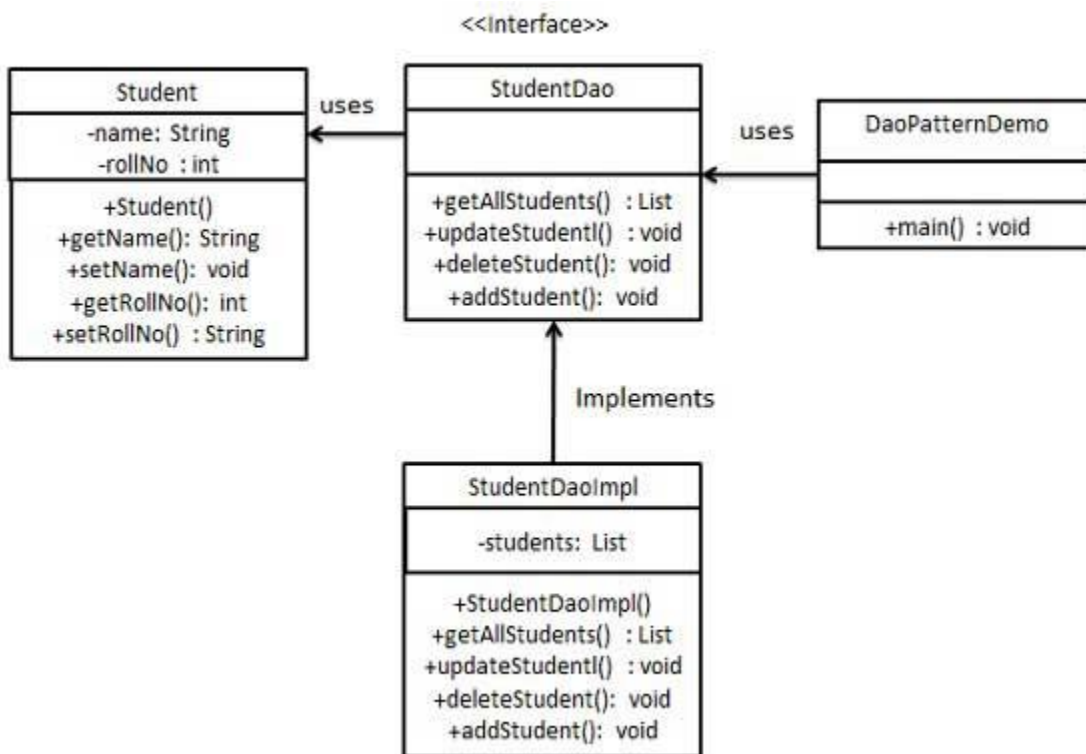 <<Interface>>
Student
-name: String
-rollNo : int
+Student()
+getName(): String
+setName(): void
+getRollNo(): int
+setRollNo() : String
uses
StudentDao
+getAllStudents() : List
+updateStudentl() : void
+deleteStudent(): void
+addStudent(): void
uses
DaoPatternDemo
+main() : void
Implements
StudentDaoImpl
-students: List
+StudentDaoImpl()
+getAllStudents() : List
+updateStudentl() : void
+deleteStudent(): void
+addStudent(): void